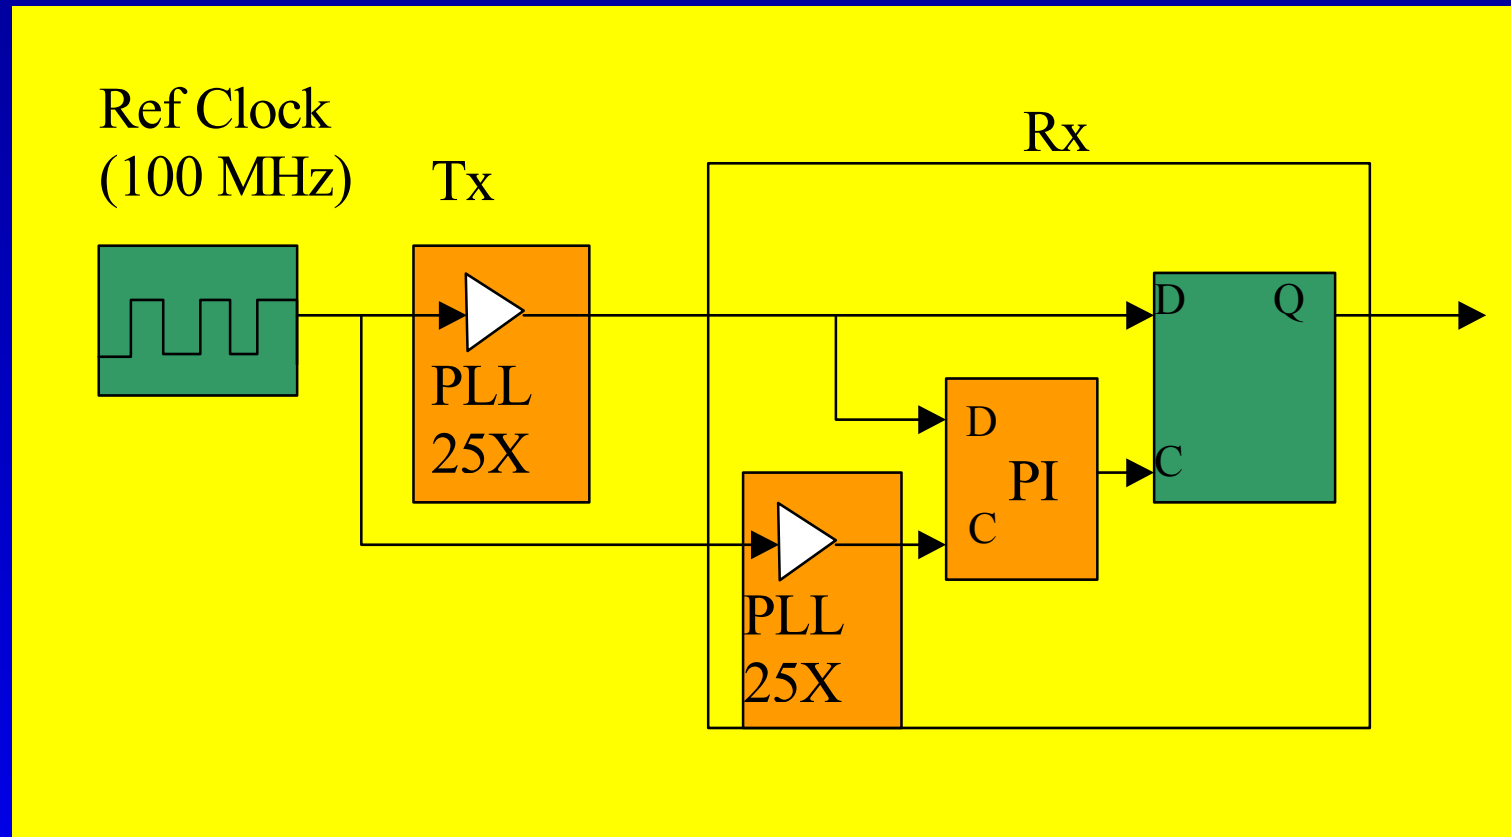 Ref Clock
(100 MHz)
Tx
Rx
PLL
25X
PLL
25X
D
PI
C
D
Q
C